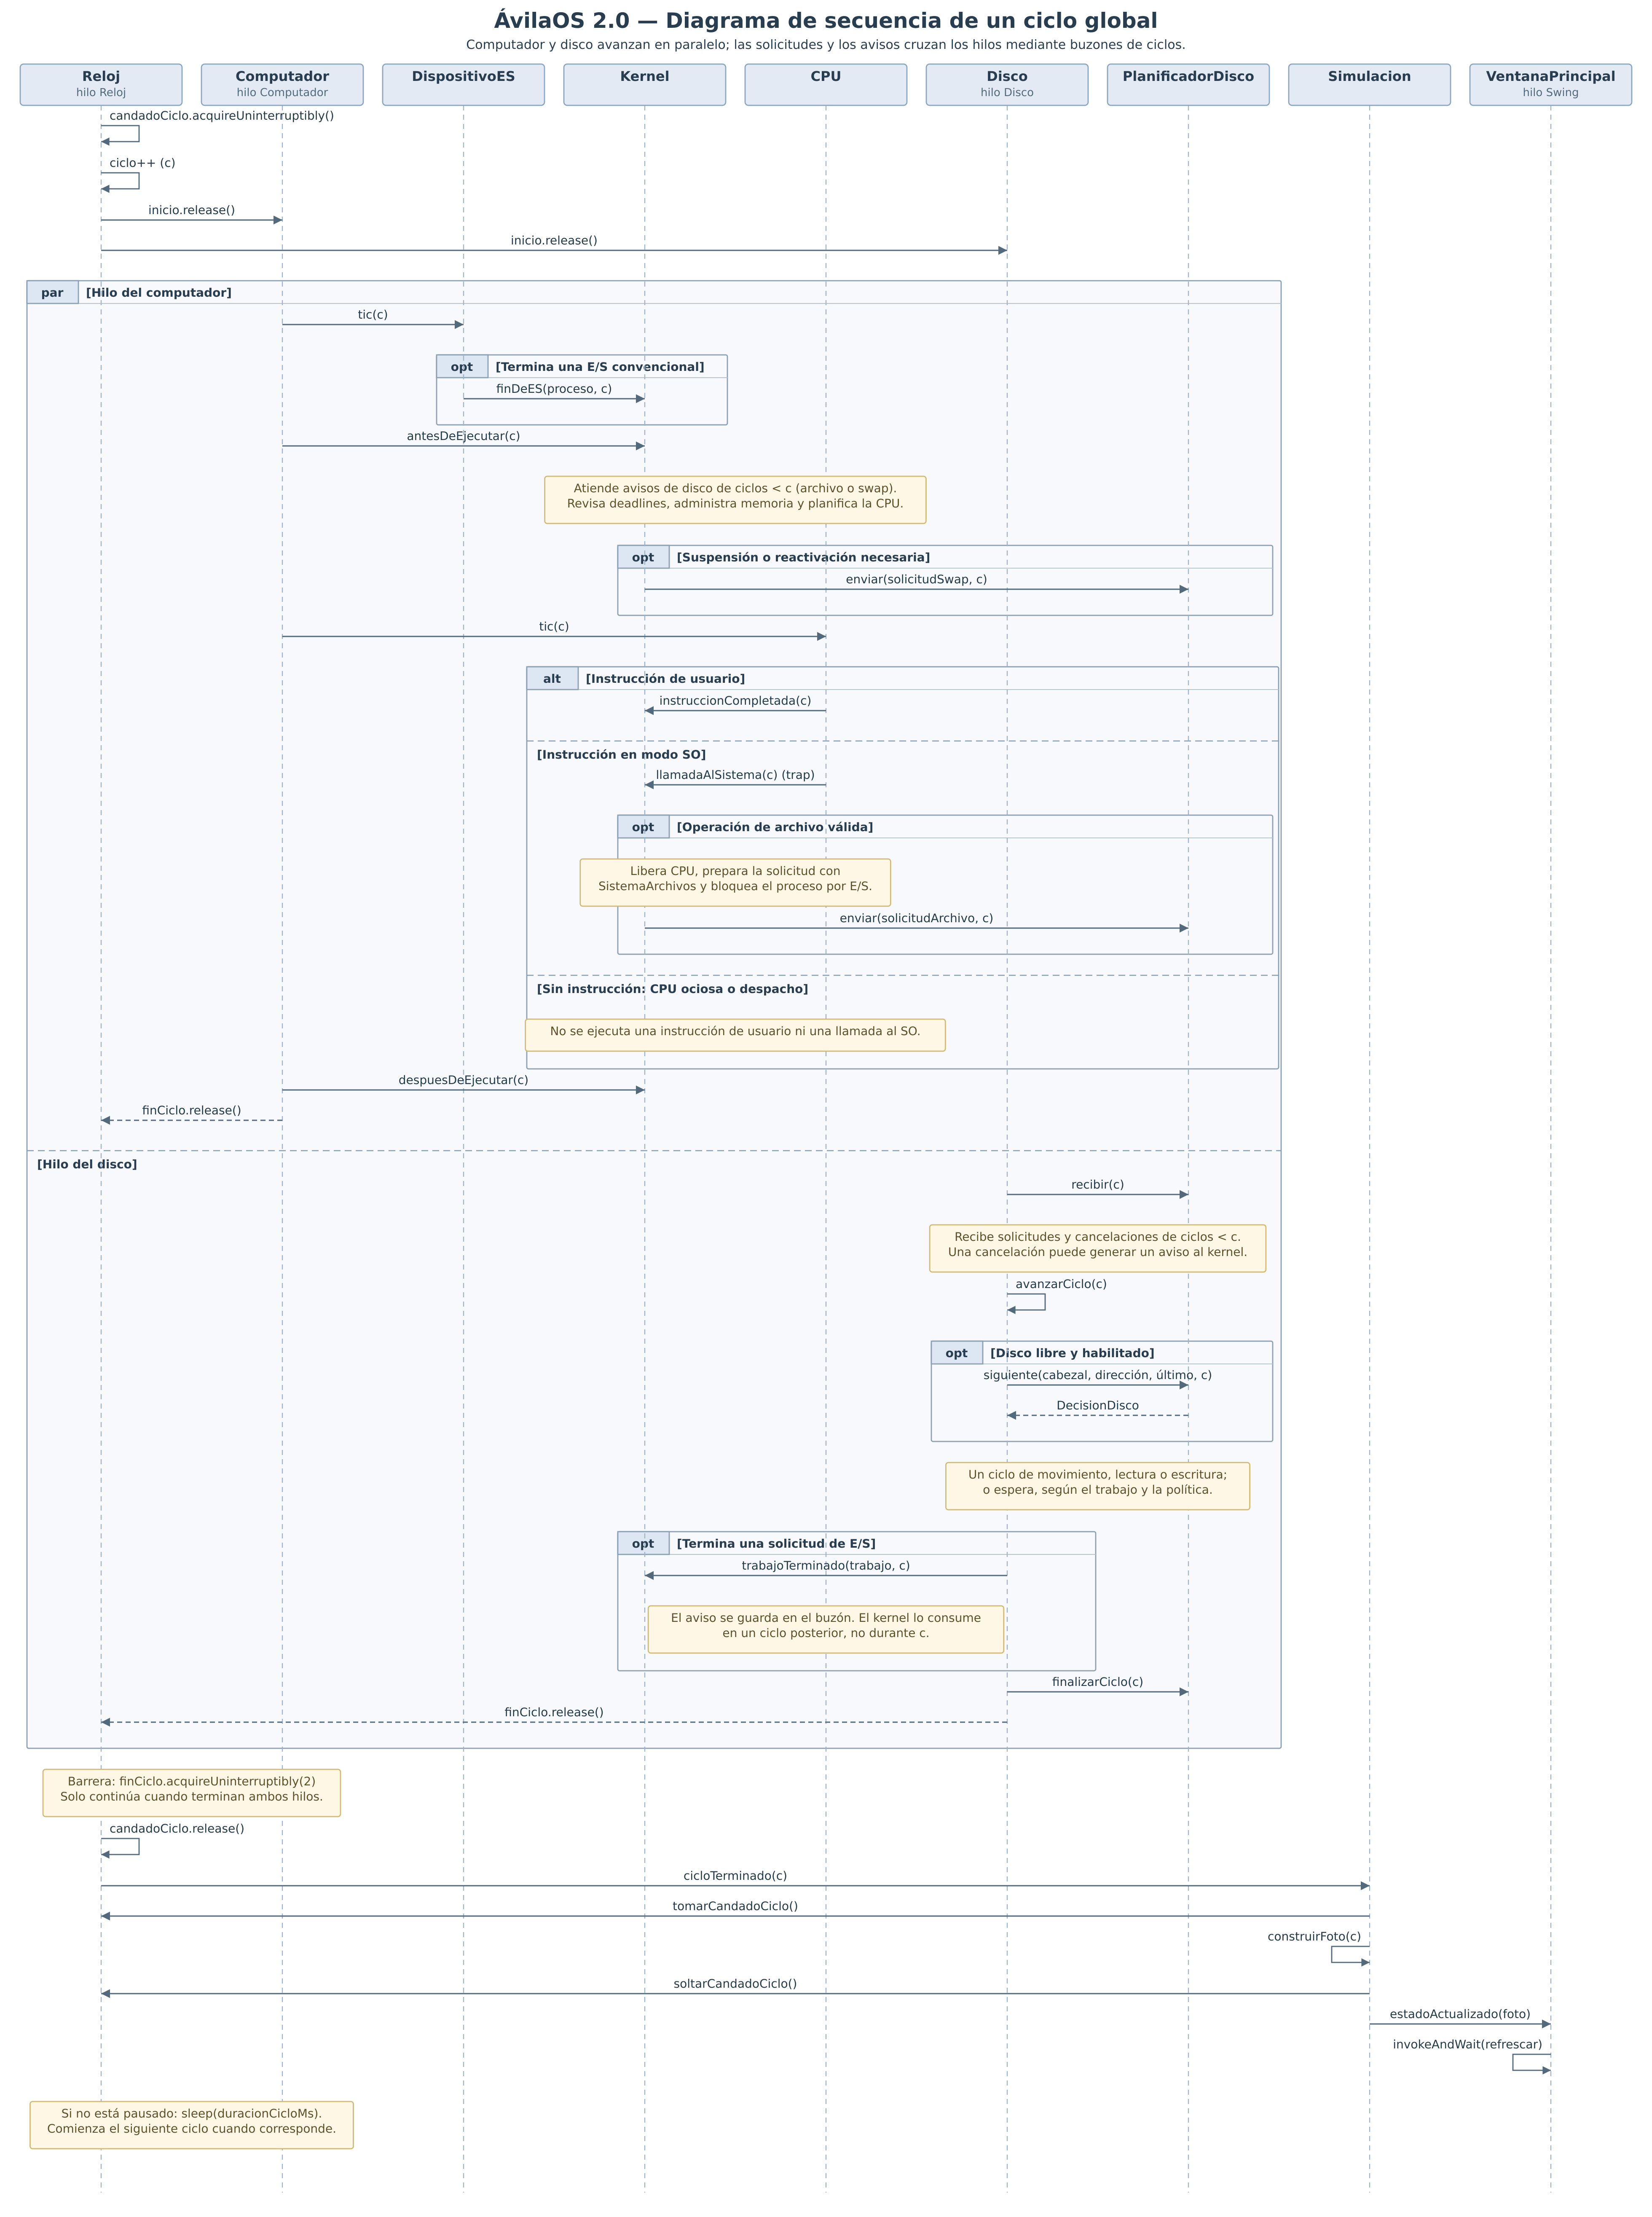 ÁvilaOS 2.0 — Diagrama de secuencia de un ciclo global
Computador y disco avanzan en paralelo; las solicitudes y los avisos cruzan los hilos mediante buzones de ciclos.
Reloj
hilo Reloj
Computador
hilo Computador
DispositivoES
Kernel
CPU
Disco
hilo Disco
PlanificadorDisco
Simulacion
VentanaPrincipal
hilo Swing
candadoCiclo.acquireUninterruptibly()
ciclo++ (c)
inicio.release()
inicio.release()
par
[Hilo del computador]
tic(c)
opt
[Termina una E/S convencional]
finDeES(proceso, c)
antesDeEjecutar(c)
Atiende avisos de disco de ciclos < c (archivo o swap).
Revisa deadlines, administra memoria y planifica la CPU.
opt
[Suspensión o reactivación necesaria]
enviar(solicitudSwap, c)
tic(c)
alt
[Instrucción de usuario]
instruccionCompletada(c)
[Instrucción en modo SO]
llamadaAlSistema(c) (trap)
opt
[Operación de archivo válida]
Libera CPU, prepara la solicitud con
SistemaArchivos y bloquea el proceso por E/S.
enviar(solicitudArchivo, c)
[Sin instrucción: CPU ociosa o despacho]
No se ejecuta una instrucción de usuario ni una llamada al SO.
despuesDeEjecutar(c)
finCiclo.release()
[Hilo del disco]
recibir(c)
Recibe solicitudes y cancelaciones de ciclos < c.
Una cancelación puede generar un aviso al kernel.
avanzarCiclo(c)
opt
[Disco libre y habilitado]
siguiente(cabezal, dirección, último, c)
DecisionDisco
Un ciclo de movimiento, lectura o escritura;
o espera, según el trabajo y la política.
opt
[Termina una solicitud de E/S]
trabajoTerminado(trabajo, c)
El aviso se guarda en el buzón. El kernel lo consume
en un ciclo posterior, no durante c.
finalizarCiclo(c)
finCiclo.release()
Barrera: finCiclo.acquireUninterruptibly(2)
Solo continúa cuando terminan ambos hilos.
candadoCiclo.release()
cicloTerminado(c)
tomarCandadoCiclo()
construirFoto(c)
soltarCandadoCiclo()
estadoActualizado(foto)
invokeAndWait(refrescar)
Si no está pausado: sleep(duracionCicloMs).
Comienza el siguiente ciclo cuando corresponde.